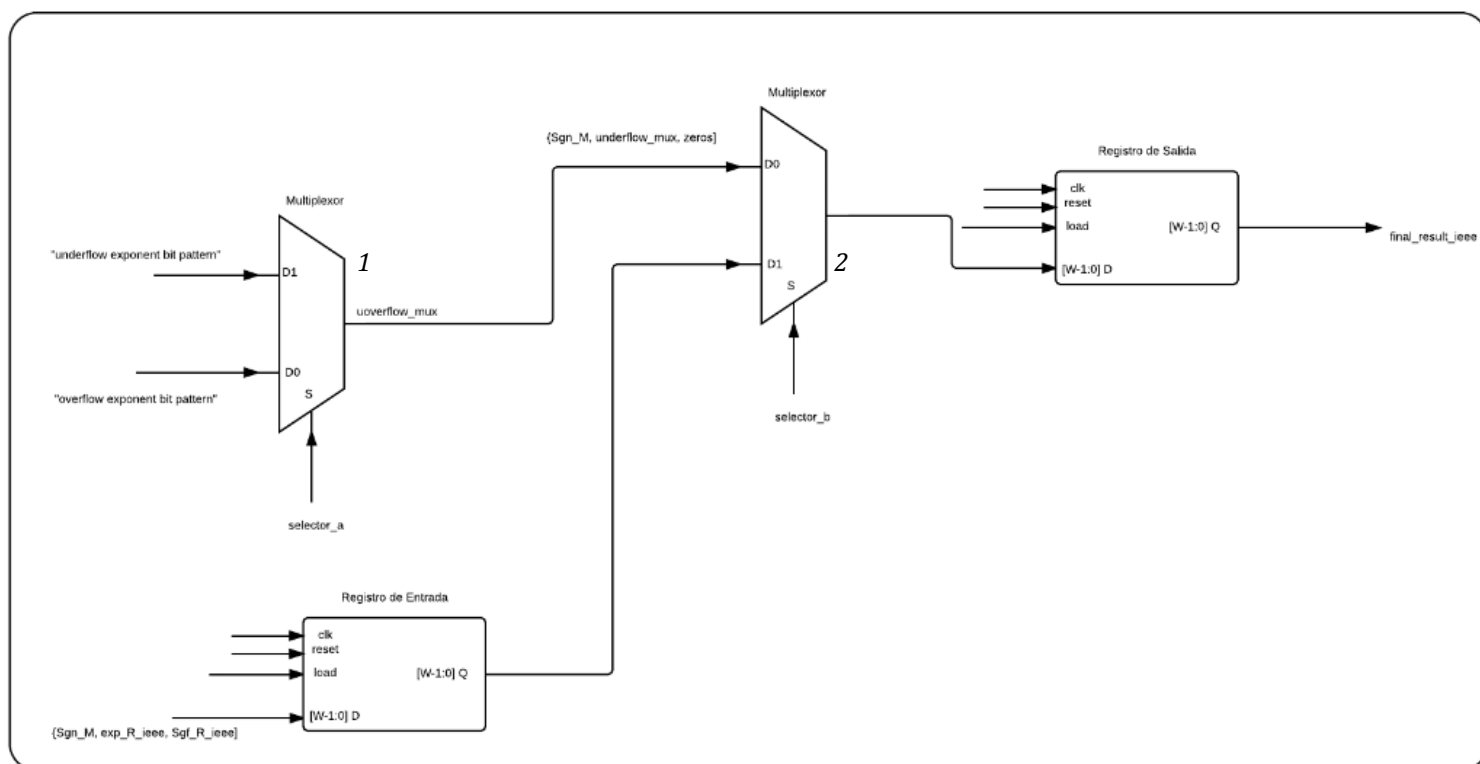 Multiplexor
{Sgn_M, underflow_mux, zeros]
D0
D1
S
2
selector_b
Registro de Salida
clk
reset
load
[W-1:0] Q
[W-1:0] D
final_result_ieee
Multiplexor
"underflow exponent bit pattern"
D1
1
uoverflow_mux
D0
"overflow exponent bit pattern"
S
selector_a
Registro de Entrada
clk
reset
load
[W-1:0] Q
[W-1:0] D
{Sgn_M, exp_R_ieee, Sgf_R_ieee]